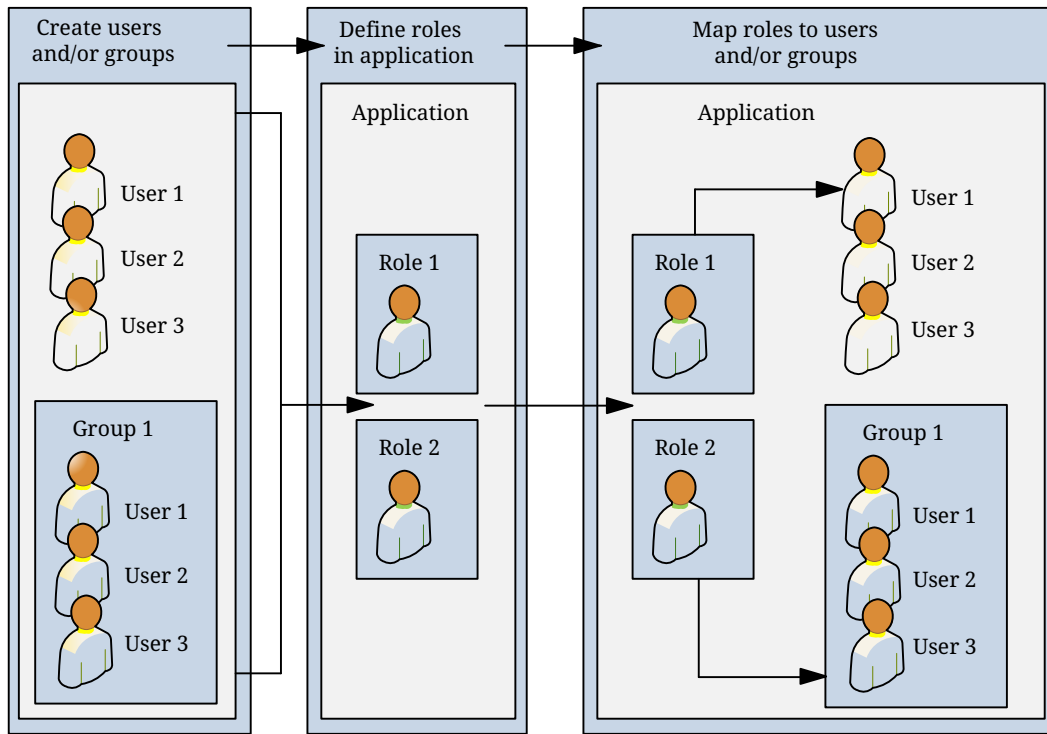 Create users
and/or groups
Define roles
in application
Map roles to users
and/or groups
User 1
User 2
User 3
Group 1
User 1
User 2
User 3
Application
Role 1
Role 2
Application
Role 1
Role 2
User 1
User 2
User 3
Group 1
User 1
User 2
User 3